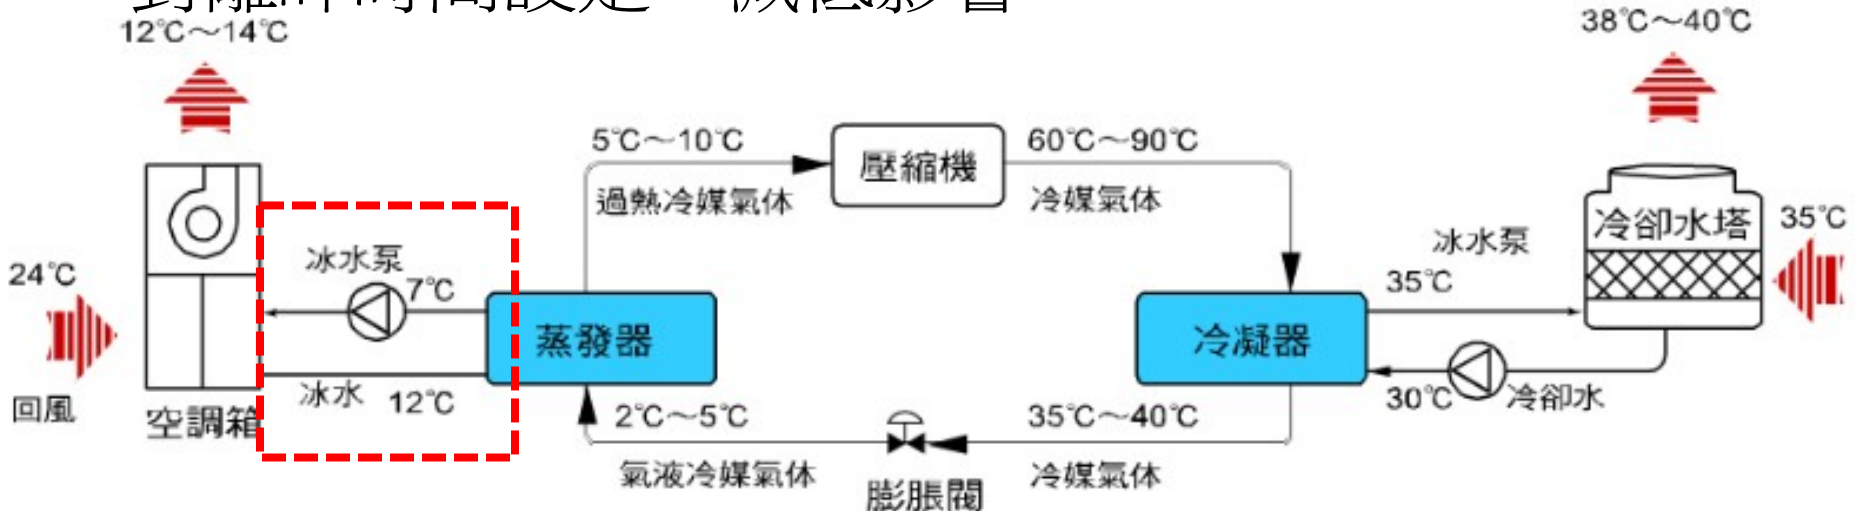 12℃～14℃
38℃～40℃
5℃～10℃
60℃～90℃
壓縮機
過熱冷媒氣体
冷媒氣体
冷卻水塔
35℃
冰水泵
冰水泵
24℃
7℃
35℃
蒸發器
冷凝器
冰水
12℃
30℃
冷卻水
回風
空調箱
2℃～5℃
35℃～40℃
氣液冷媒氣体
冷媒氣体
膨脹閥